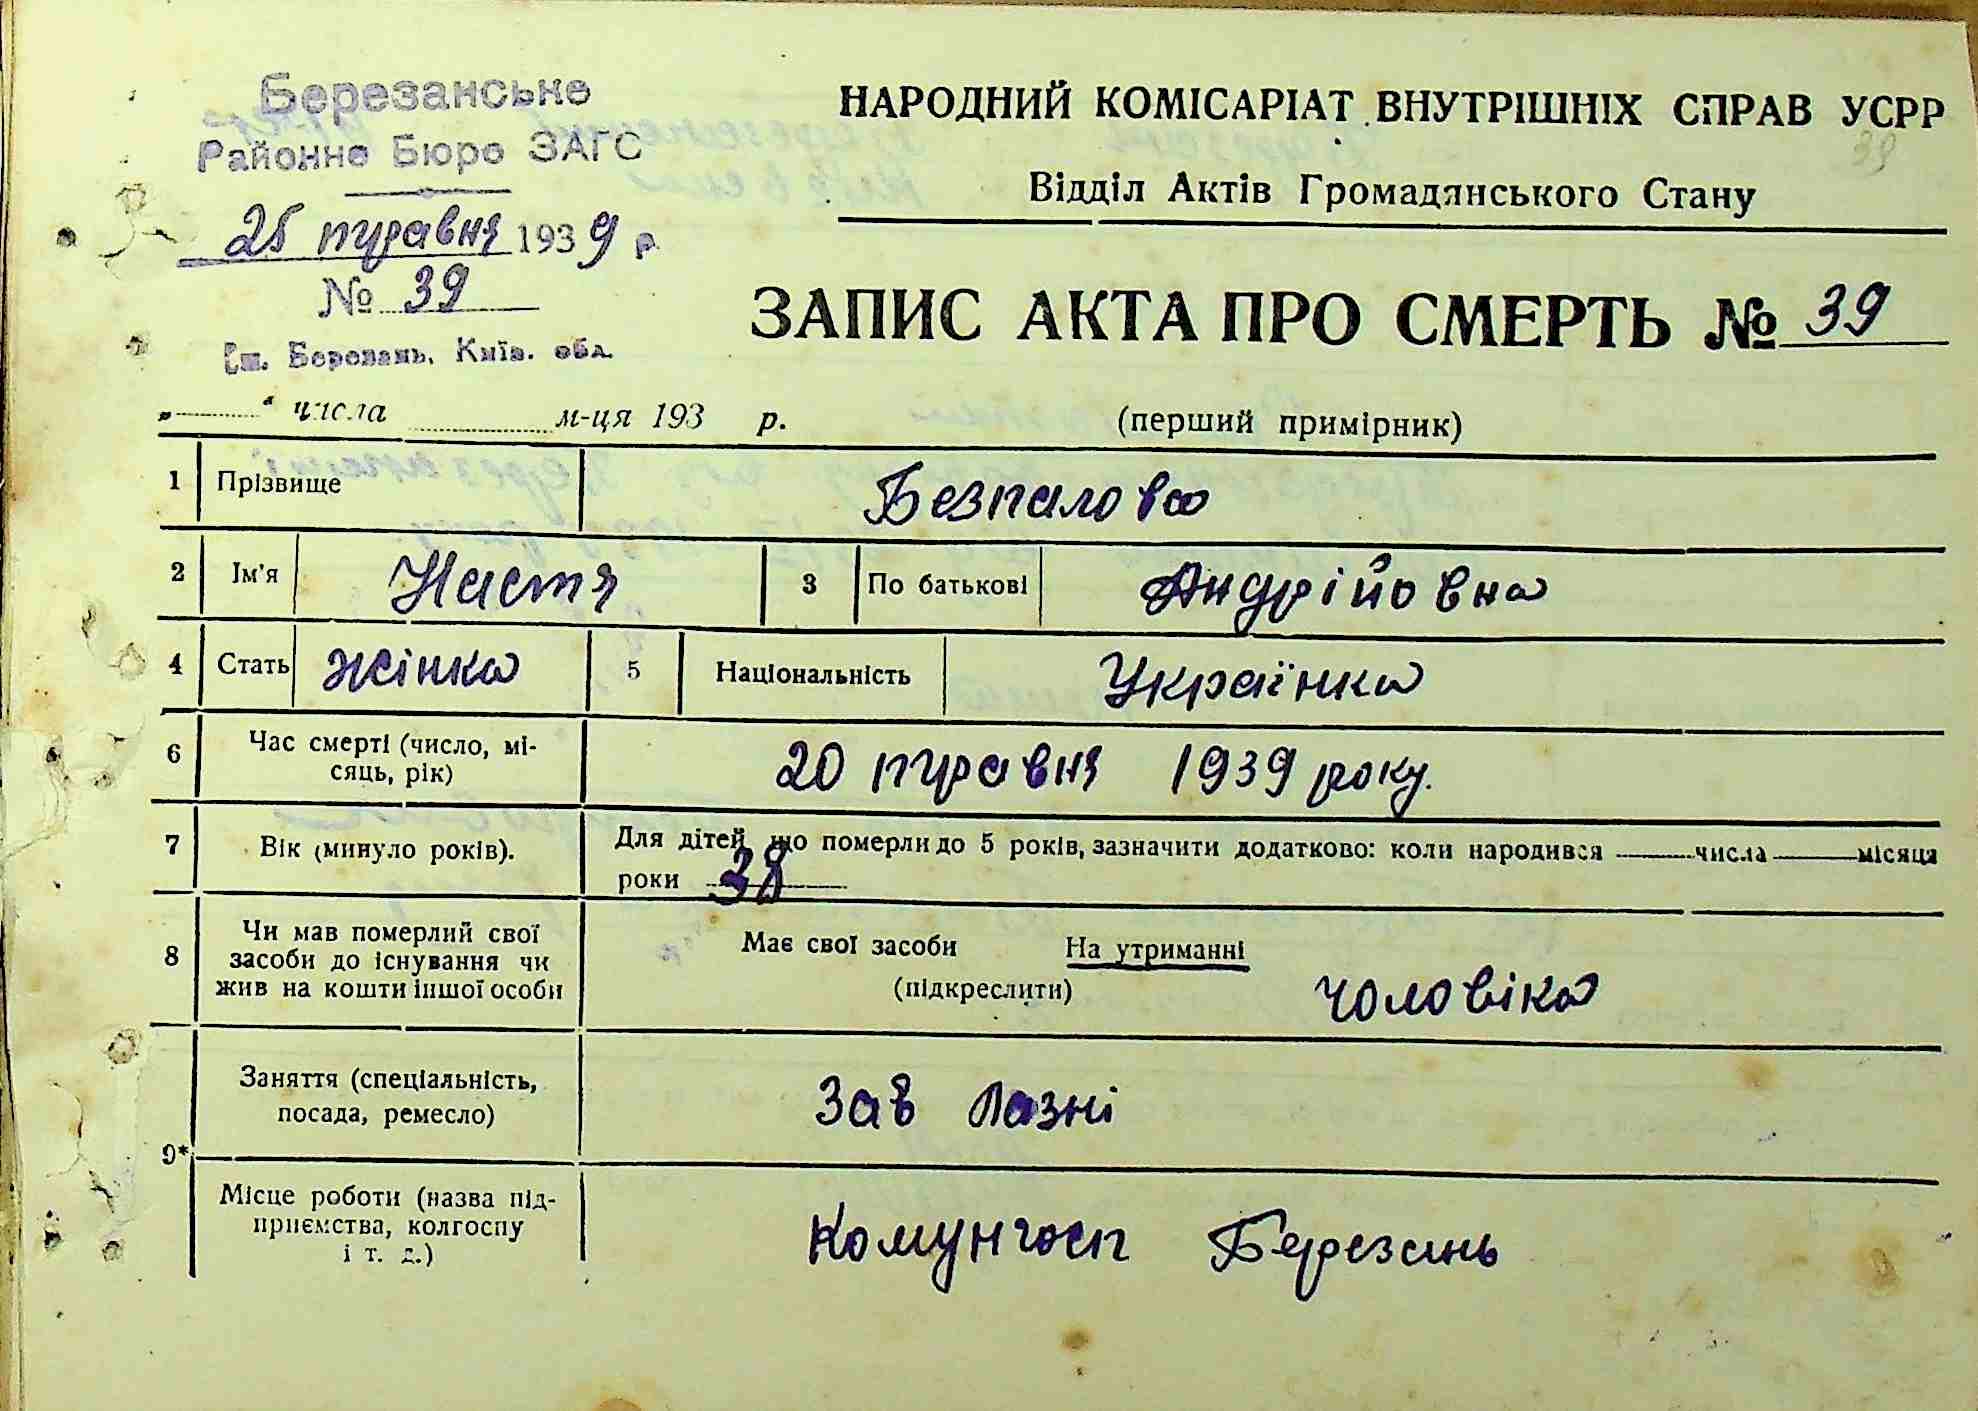 Березанське
Районне Бюро ЗАГС
25 травня 1939 р.
№ 39
Ст. Березань, Київ. обл.
НАРОДНИЙ КОМІСАРІАТ ВНУТРІШНІХ СПРАВ УСРР
39
Відділ Актів Громадянського Стану
ЗАПИС АКТА ПРО СМЕРТЬ № 39
„ “ числа м-ця 193 р.
(перший примірник)
1 Прізвище Безпалова
2 Ім'я Настя 3 По батькові Андрійовна
4 Стать жінка 5 Національність Українка
6 Час смерті (число, мі-
сяць, рік) 20 травня 1939 року.
7 Вік (минуло років). Для дітей, що померли до 5 років, зазначити додатково: коли народився числа місяця
роки 38
8 Чи мав померлий свої
засоби до існування чи
жив на кошти іншої особи
Має свої засоби На утриманні
(підкреслити) чоловіка
9*
Заняття (спеціальність,
посада, ремесло) Зав Лазні
Місце роботи (назва під-
приємства, колгоспу
і т. д.) Комунгосп Березань